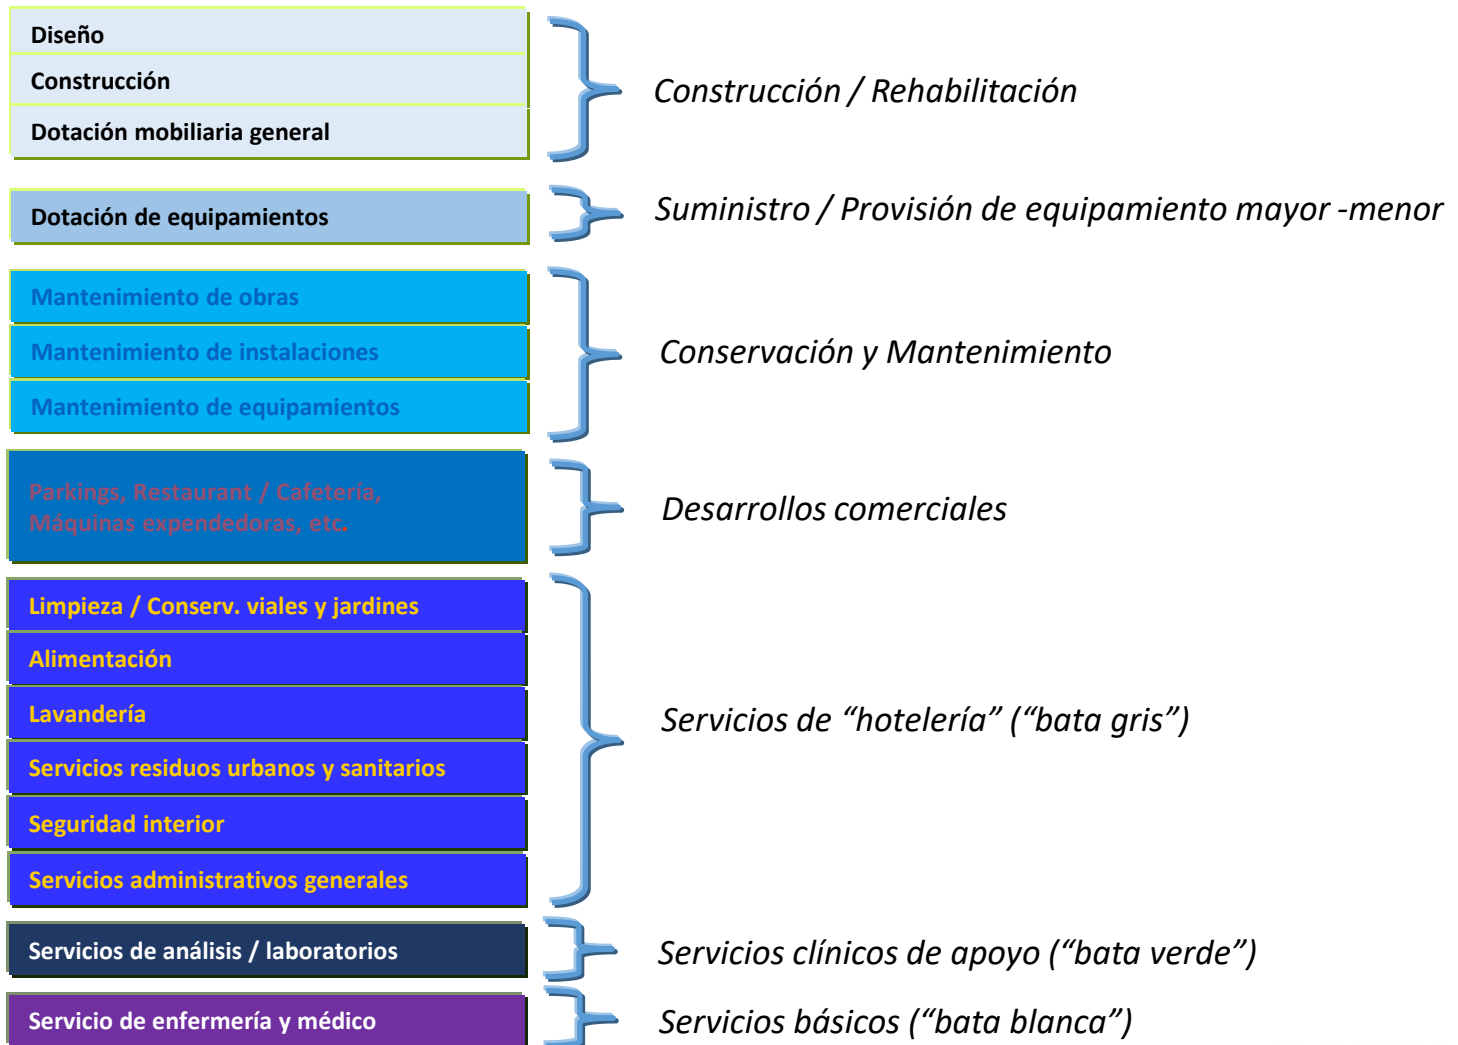 Diseño
Construcción
Dotación mobiliaria general
Construcción / Rehabilitación
Dotación de equipamientos
Suministro / Provisión de equipamiento mayor -menor
Mantenimiento de obras
Mantenimiento de instalaciones
Mantenimiento de equipamientos
Conservación y Mantenimiento
Parkings, Restaurant / Cafetería,
Máquinas expendedoras, etc.
Desarrollos comerciales
Limpieza / Conserv. viales y jardines
Alimentación
Lavandería
Servicios residuos urbanos y sanitarios
Seguridad interior
Servicios administrativos generales
Servicios de “hotelería” (“bata gris”)
Servicios de análisis / laboratorios
Servicios clínicos de apoyo (“bata verde”)
Servicio de enfermería y médico
Servicios básicos (“bata blanca”)